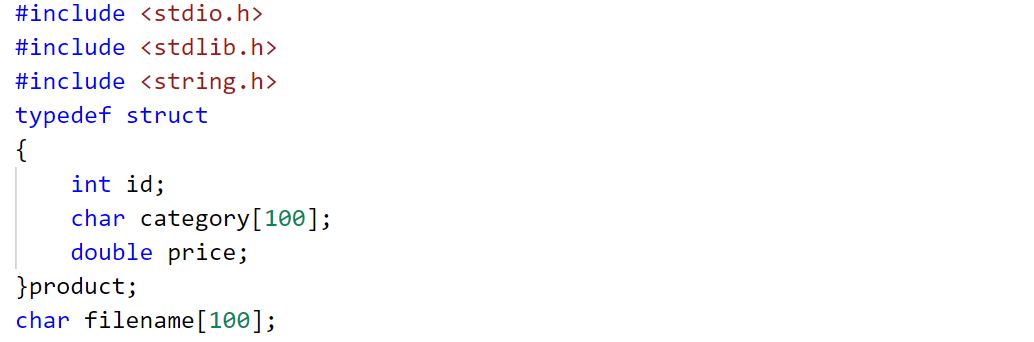 #include <stdio.h>
#include <stdlib.h>
#include <string.h>
typedef struct
{
    int id;
    char category[100];
    double price;
}product;
char filename[100];